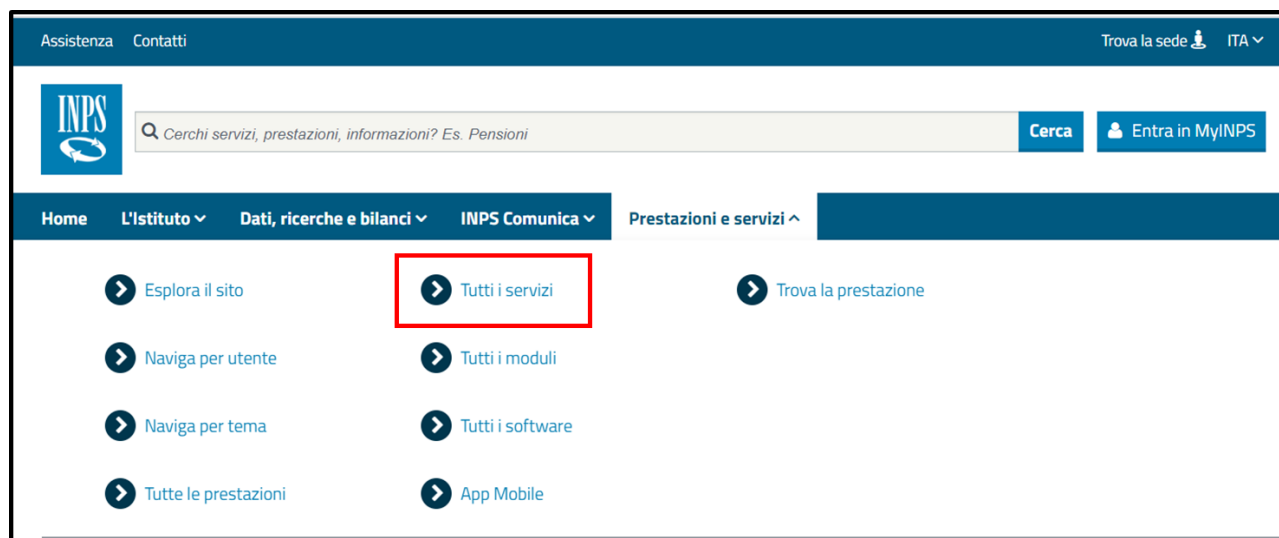 Assistenza Contatti Trova la sede ITA
INPS
Cerchi servizi, prestazioni, informazioni? Es. Pensioni Cerca Entra in MyINPS
Home L'Istituto Dati, ricerche e bilanci INPS Comunica Prestazioni e servizi
Esplora il sito Tutti i servizi Trova la prestazione
Naviga per utente Tutti i moduli
Naviga per tema Tutti i software
Tutte le prestazioni App Mobile